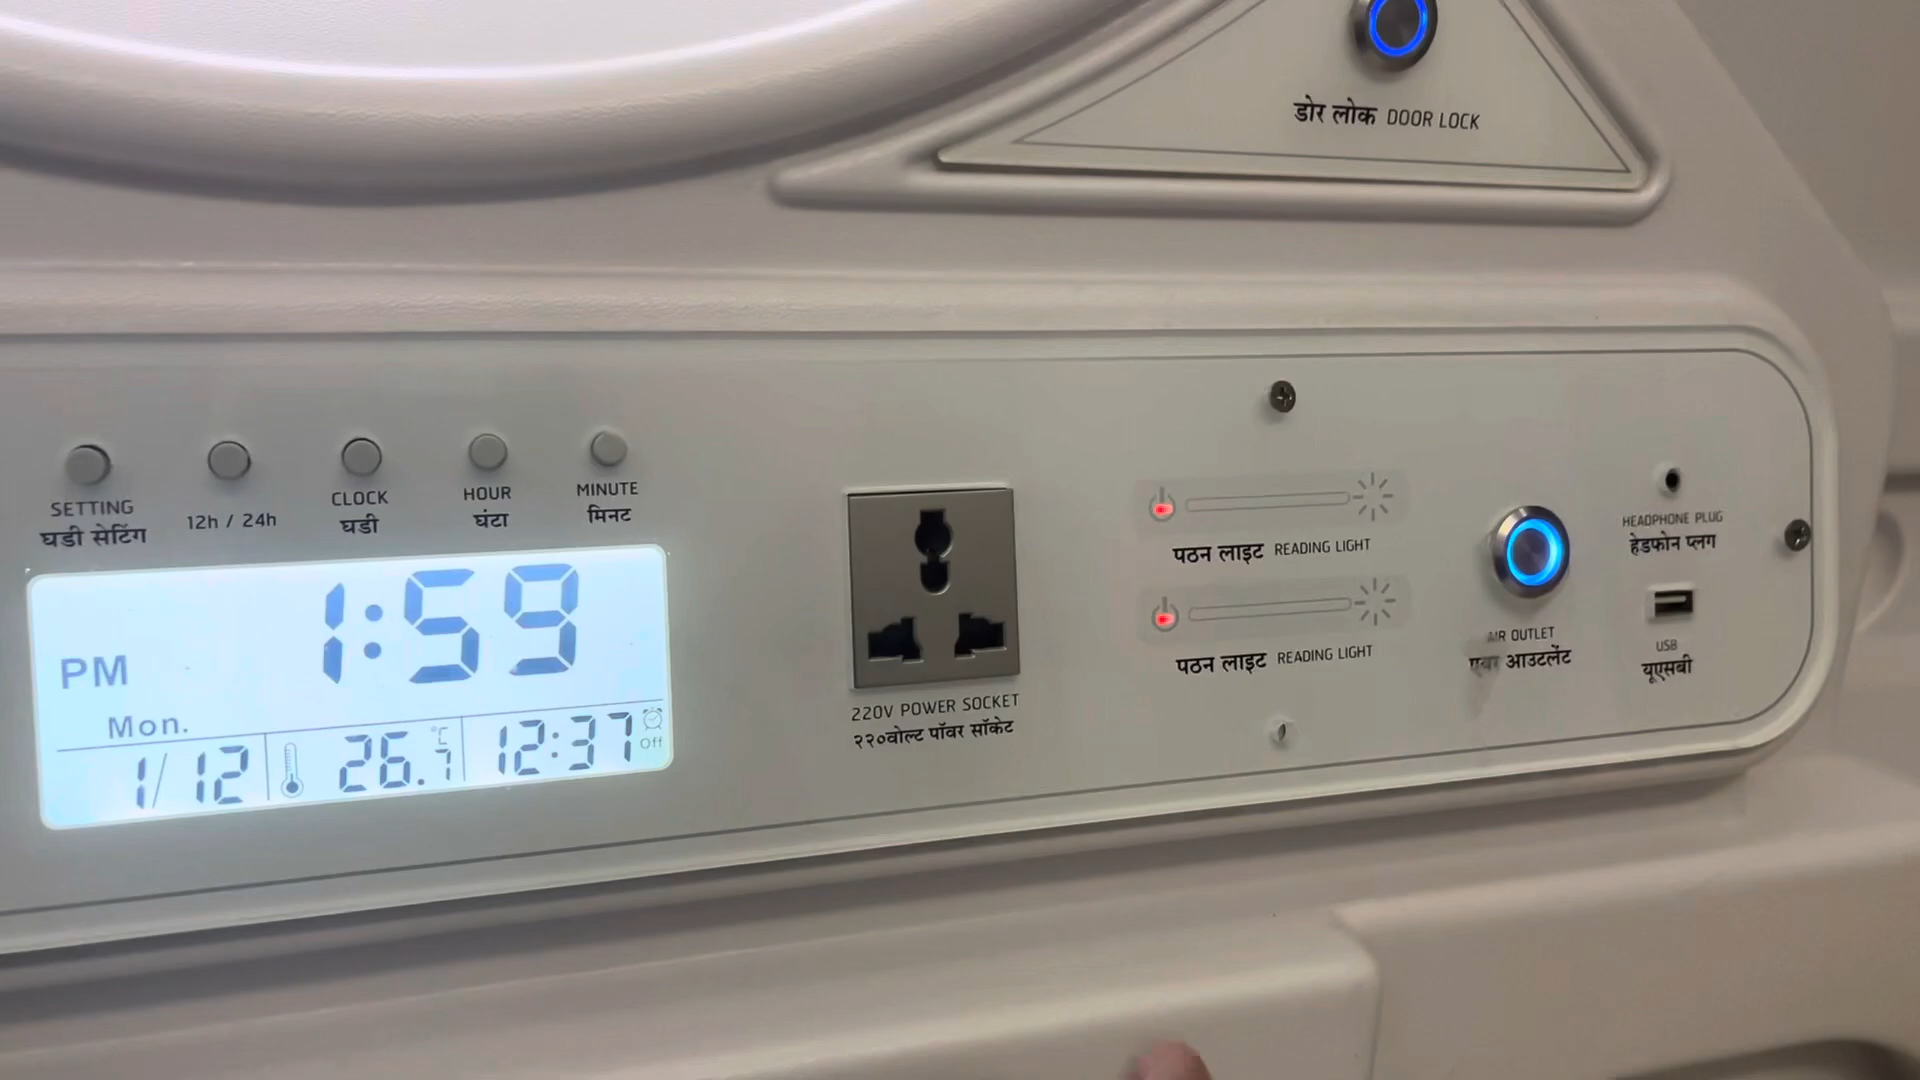 डोर लोक DOOR LOCK
SETTING
घडी सेटिंग
12h / 24h
CLOCK
घडी
HOUR
घंटा
MINUTE
मिनट
1:59
PM
Mon.
1/12
26.7 °C
12:37
Off
220V POWER SOCKET
२२०वोल्ट पॉवर सॉकेट
पठन लाइट READING LIGHT
पठन लाइट READING LIGHT
AIR OUTLET
एयर आउटलेंट
HEADPHONE PLUG
हेडफोन प्लग
USB
यूएसबी